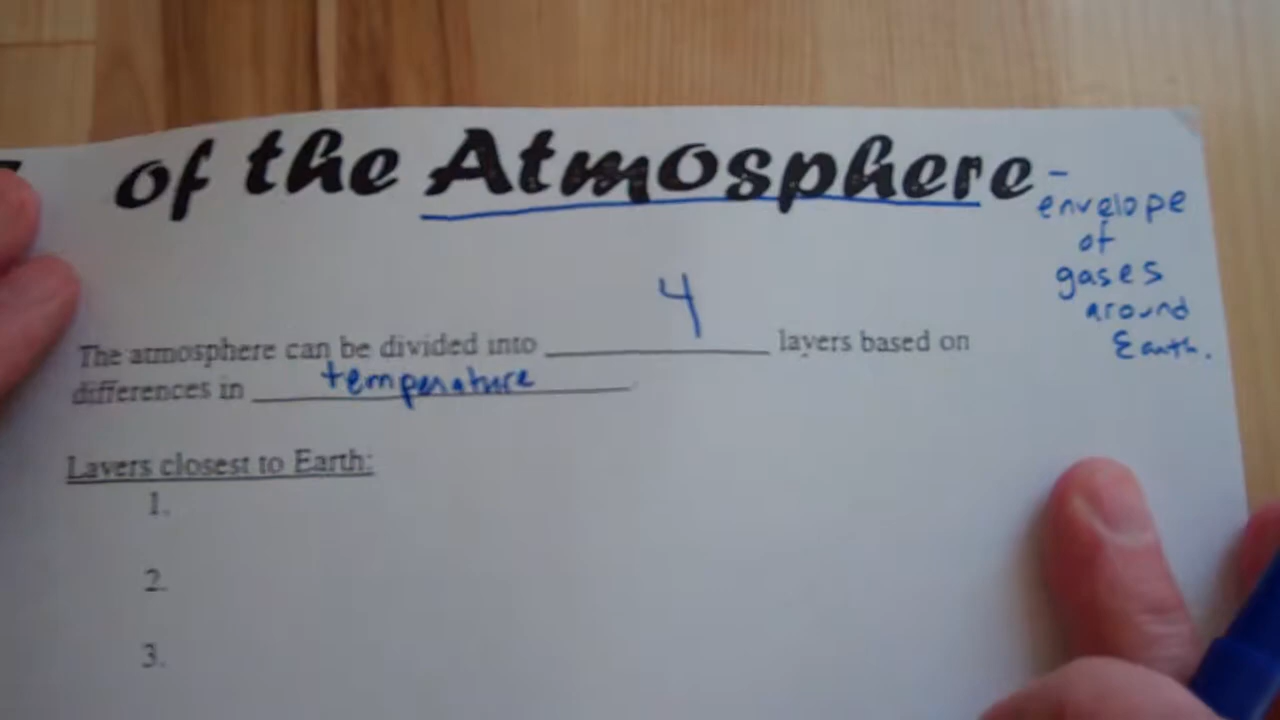 of the Atmosphere -
envelope
of
gases
around
Earth.
4
The atmosphere can be divided into ____________ layers based on
differences in temperature
Layers closest to Earth:
1.
2.
3.